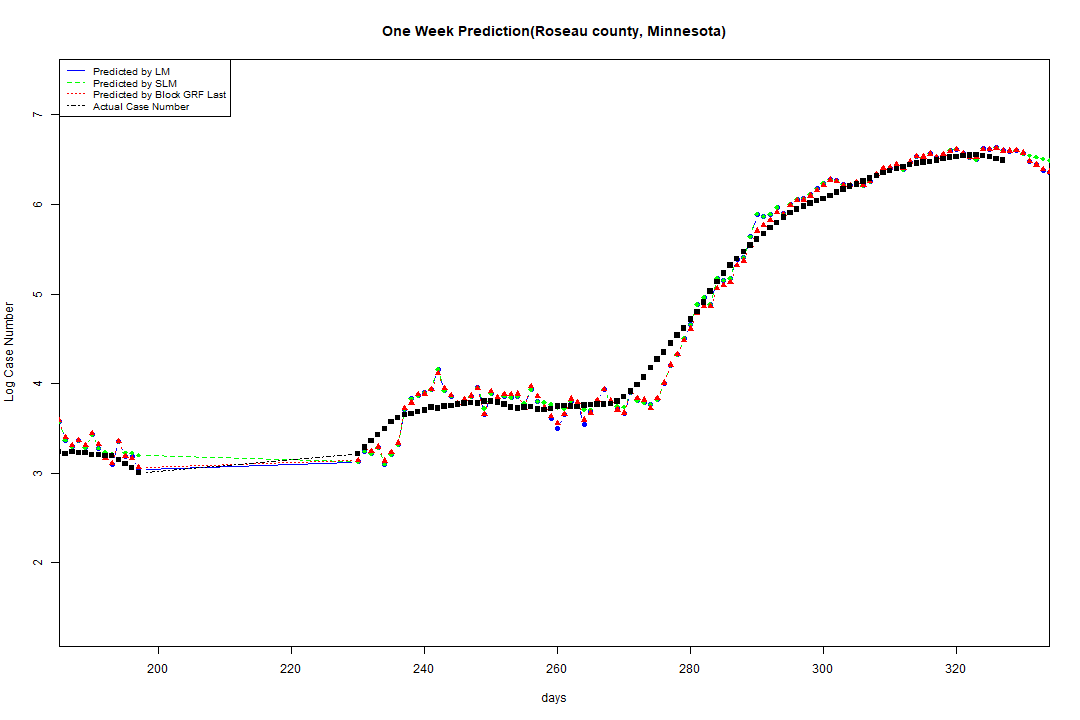 One Week Prediction(Roseau county, Minnesota)
Predicted by LM
Predicted by SLM
Predicted by Block GRF Last
Actual Case Number
7
6
5
4
3
2
Log Case Number
200 220 240 260 280 300 320
days